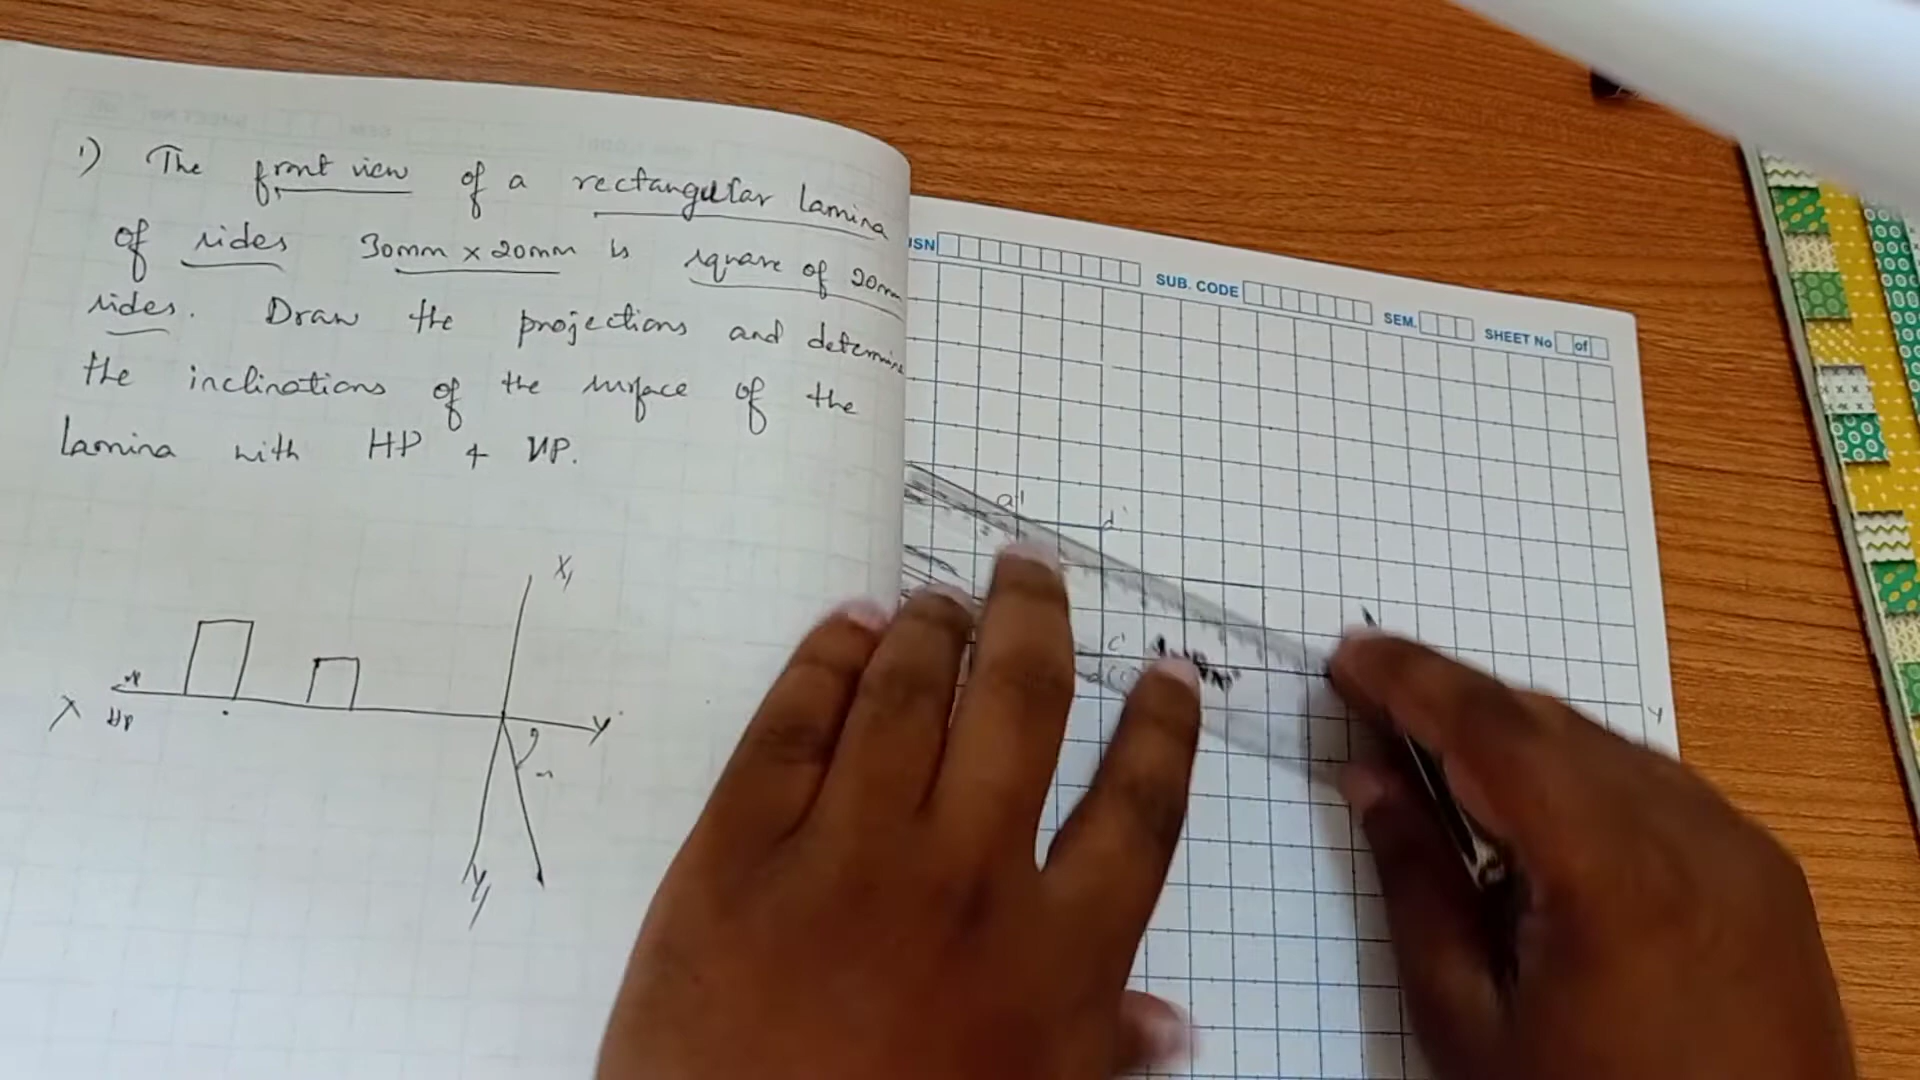 1) The front view of a rectangular lamina
of sides 30mm x 20mm is square of 20mm
sides. Draw the projections and determine
the inclinations of the surface of the
lamina with HP + VP.
USN SUB. CODE SEM. SHEET No of
a' d'
c'
X1
X HP Y
Y1
Y